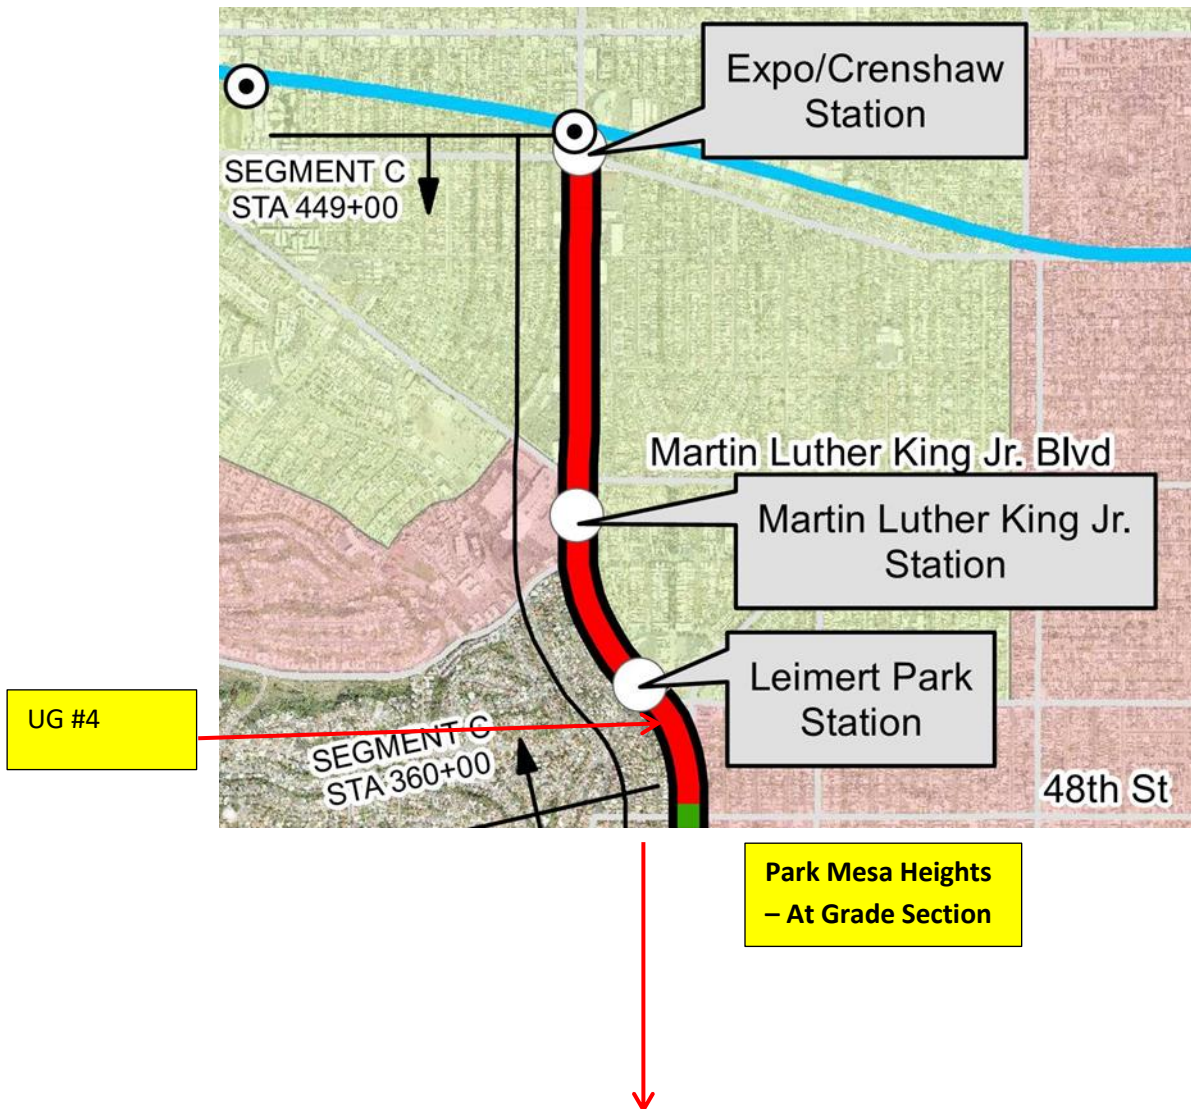 Expo/Crenshaw
Station
SEGMENT C
STA 449+00
Martin Luther King Jr. Blvd
Martin Luther King Jr.
Station
Leimert Park
Station
UG #4
SEGMENT C
STA 360+00
48th St
Park Mesa Heights
– At Grade Section